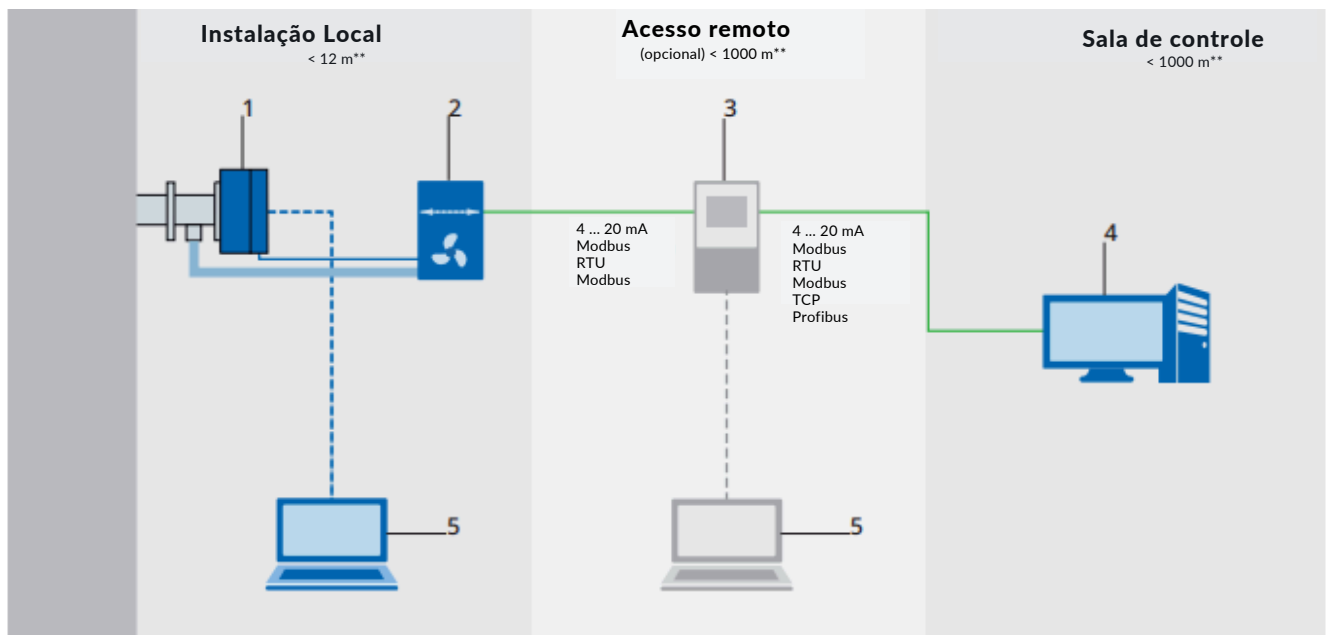 Instalação Local
< 12 m**
Acesso remoto
(opcional) < 1000 m**
Sala de controle
< 1000 m**
1
2
3
4 ... 20 mA
Modbus
RTU
Modbus
4 ... 20 mA
Modbus
RTU
Modbus
TCP
Profibus
4
5
5